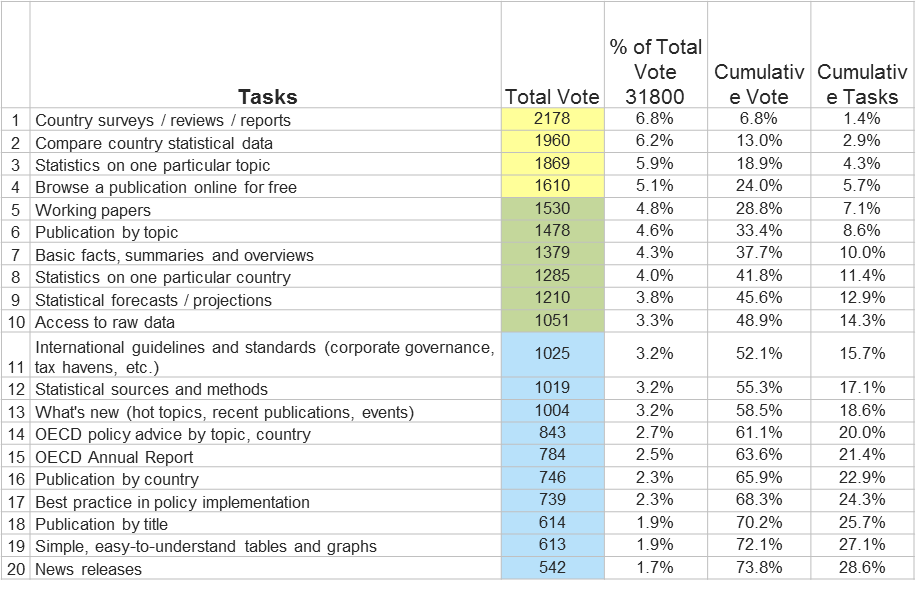 Tasks Total Vote % of Total Vote 31800 Cumulativ e Vote Cumulativ e Tasks
1 Country surveys / reviews / reports 2178 6.8% 6.8% 1.4%
2 Compare country statistical data 1960 6.2% 13.0% 2.9%
3 Statistics on one particular topic 1869 5.9% 18.9% 4.3%
4 Browse a publication online for free 1610 5.1% 24.0% 5.7%
5 Working papers 1530 4.8% 28.8% 7.1%
6 Publication by topic 1478 4.6% 33.4% 8.6%
7 Basic facts, summaries and overviews 1379 4.3% 37.7% 10.0%
8 Statistics on one particular country 1285 4.0% 41.8% 11.4%
9 Statistical forecasts / projections 1210 3.8% 45.6% 12.9%
10 Access to raw data 1051 3.3% 48.9% 14.3%
11 International guidelines and standards (corporate governance, tax havens, etc.) 1025 3.2% 52.1% 15.7%
12 Statistical sources and methods 1019 3.2% 55.3% 17.1%
13 What's new (hot topics, recent publications, events) 1004 3.2% 58.5% 18.6%
14 OECD policy advice by topic, country 843 2.7% 61.1% 20.0%
15 OECD Annual Report 784 2.5% 63.6% 21.4%
16 Publication by country 746 2.3% 65.9% 22.9%
17 Best practice in policy implementation 739 2.3% 68.3% 24.3%
18 Publication by title 614 1.9% 70.2% 25.7%
19 Simple, easy-to-understand tables and graphs 613 1.9% 72.1% 27.1%
20 News releases 542 1.7% 73.8% 28.6%